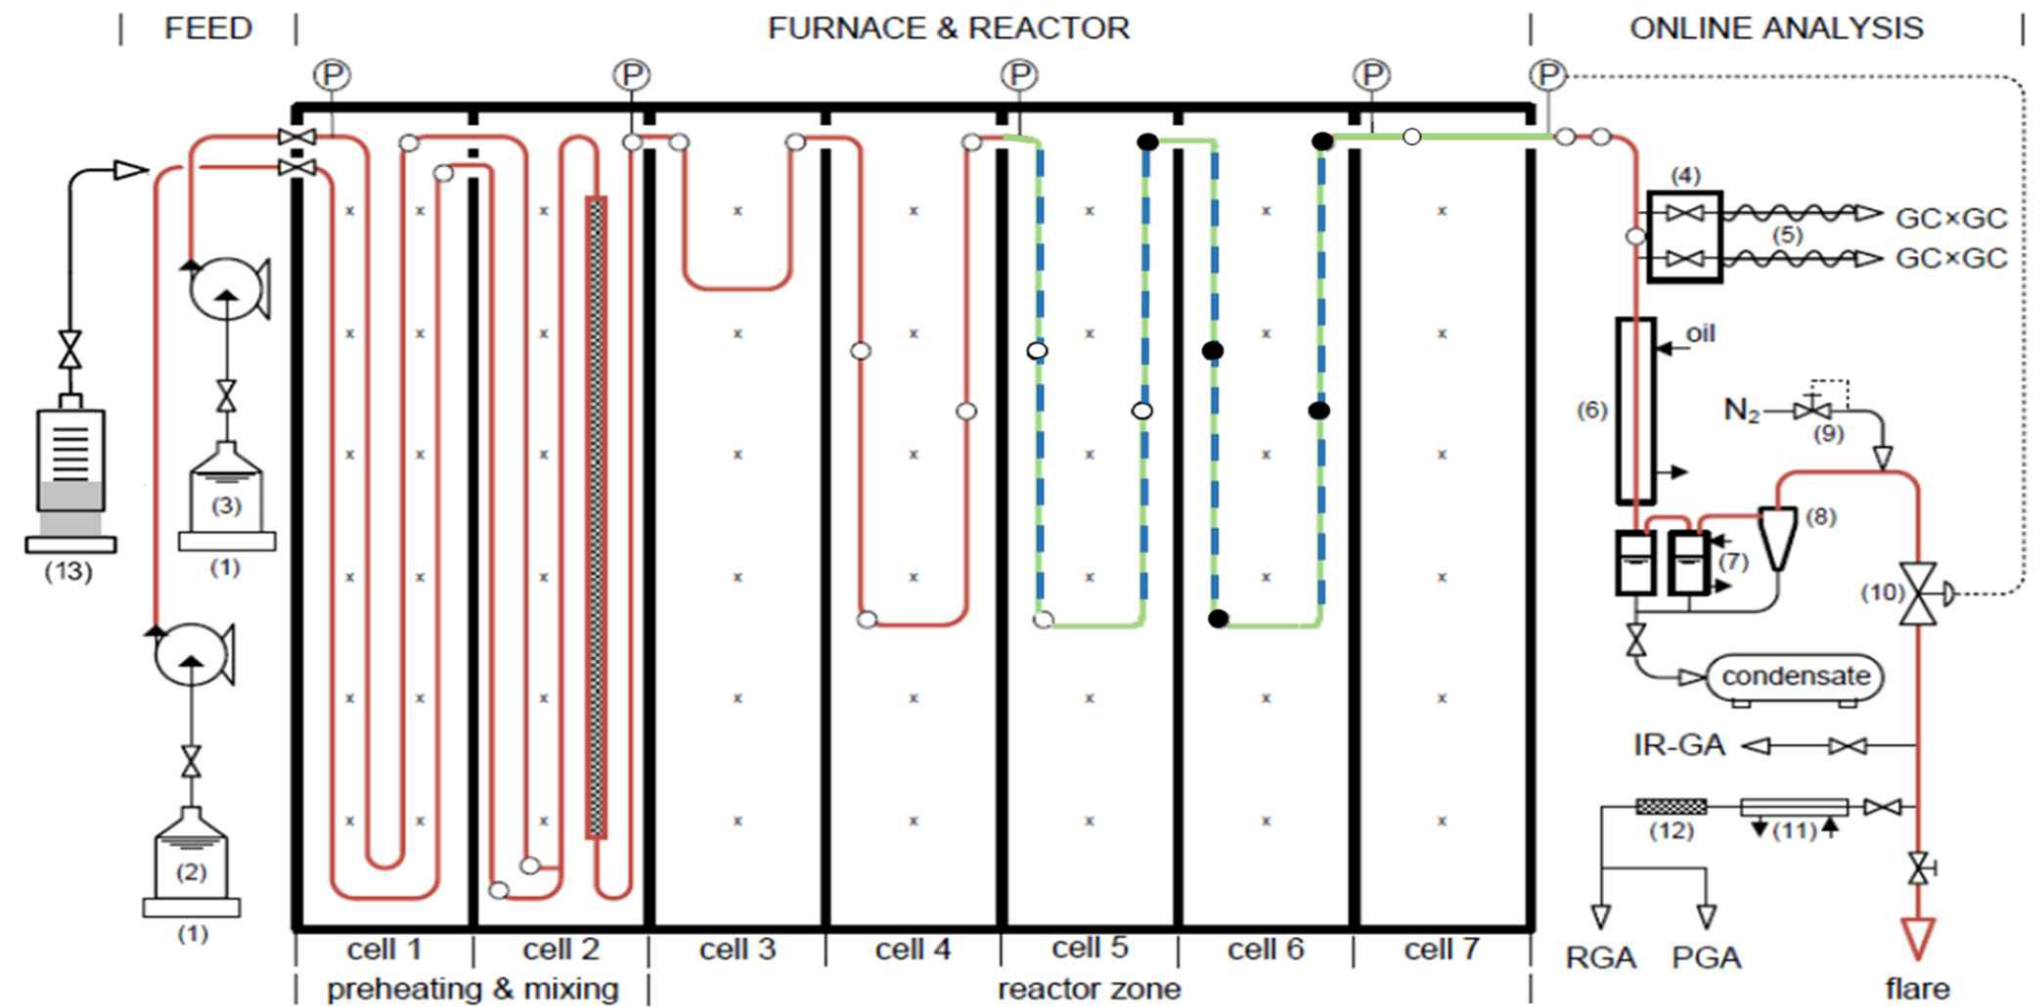 FEED
FURNACE & REACTOR
ONLINE ANALYSIS
P
P
P
P
P
(4)
GC×GC
(5)
GC×GC
oil
(6)
N₂
(9)
(3)
(8)
(7)
(13)
(1)
(10)
condensate
IR-GA
(12)
(11)
(2)
(1)
cell 1
cell 2
cell 3
cell 4
cell 5
cell 6
cell 7
RGA
PGA
preheating & mixing
reactor zone
flare